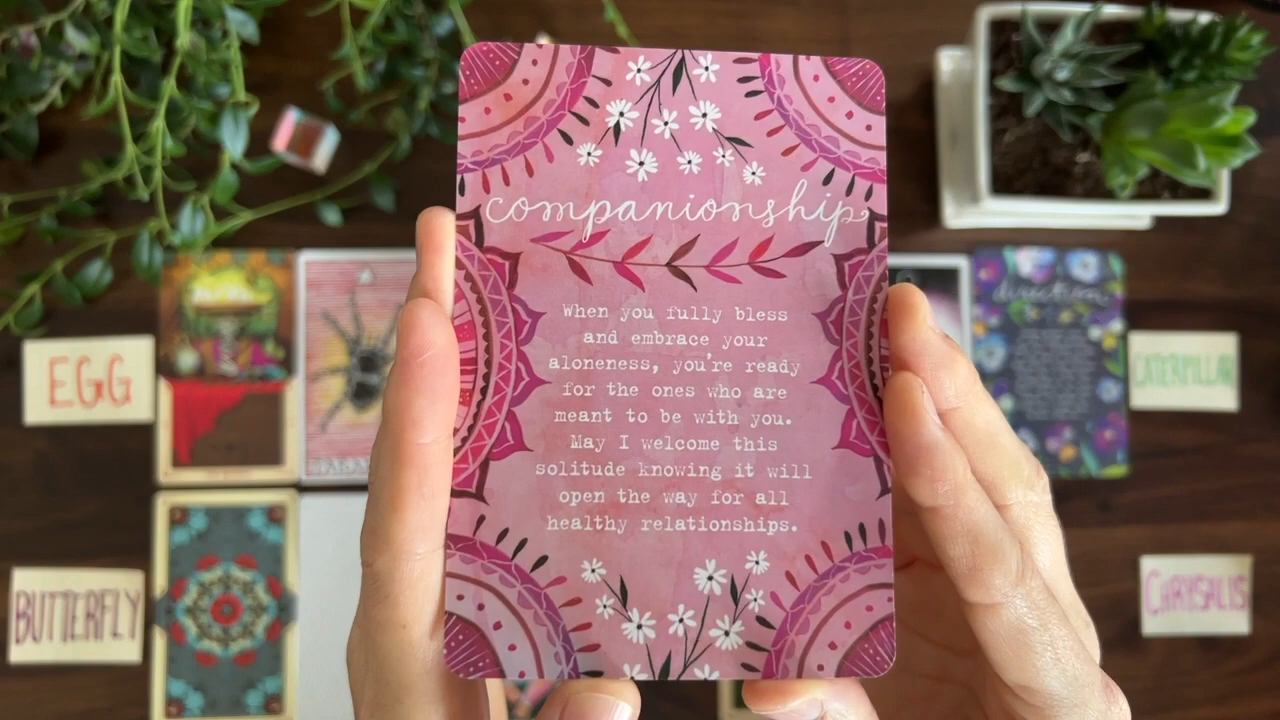 companionship
When you fully bless
and embrace your
aloneness, you're ready
for the ones who are
meant to be with you.
May I welcome this
solitude knowing it will
open the way for all
healthy relationships.
EGG
direction
CATERPILLAR
BUTTERFLY
CHRYSALIS